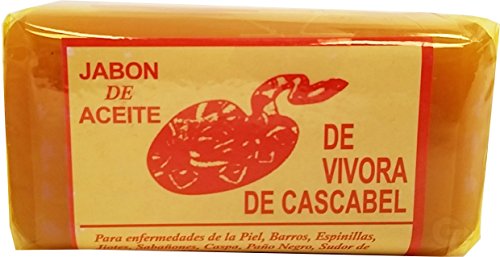 JABON
DE
ACEITE
DE
VIVORA
DE CASCABEL
Para enfermedades de la Piel, Barros, Espinillas,
Jiotes, Sabañones, Caspa, Paño Negro, Sudor de